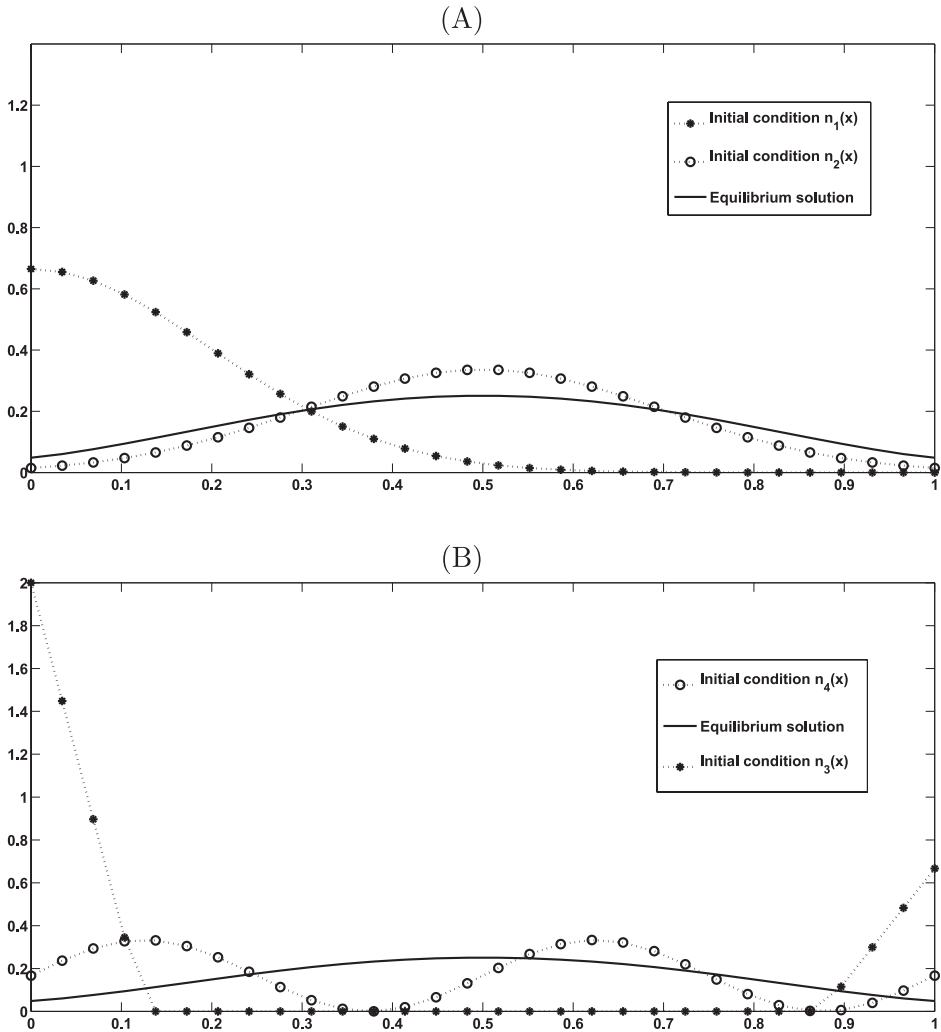 (A)
1.2
1
0.8
0.6
0.4
0.2
0
0 0.1 0.2 0.3 0.4 0.5 0.6 0.7 0.8 0.9 1
Initial condition n_1(x)
Initial condition n_2(x)
Equilibrium solution
(B)
2
1.8
1.6
1.4
1.2
1
0.8
0.6
0.4
0.2
0
0 0.1 0.2 0.3 0.4 0.5 0.6 0.7 0.8 0.9 1
Initial condition n_4(x)
Equilibrium solution
Initial condition n_3(x)